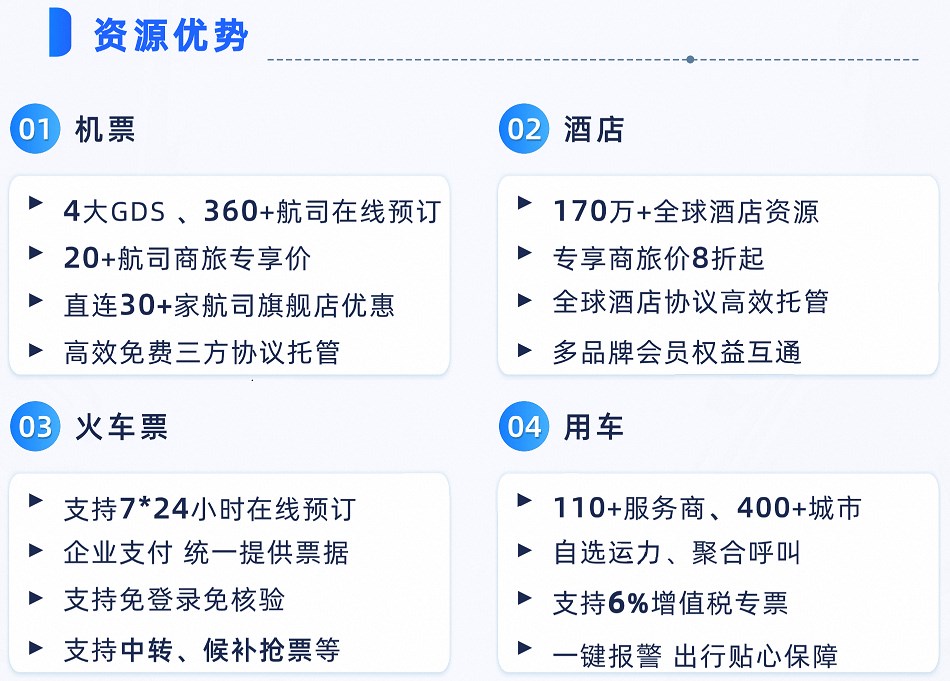 资源优势
01 机票
4大GDS 、360+航司在线预订
20+航司商旅专享价
直连30+家航司旗舰店优惠
高效免费三方协议托管
02 酒店
170万+全球酒店资源
专享商旅价8折起
全球酒店协议高效托管
多品牌会员权益互通
03 火车票
支持7*24小时在线预订
企业支付 统一提供票据
支持免登录免核验
支持中转、候补抢票等
04 用车
110+服务商、400+城市
自选运力、聚合呼叫
支持6%增值税专票
一键报警 出行贴心保障